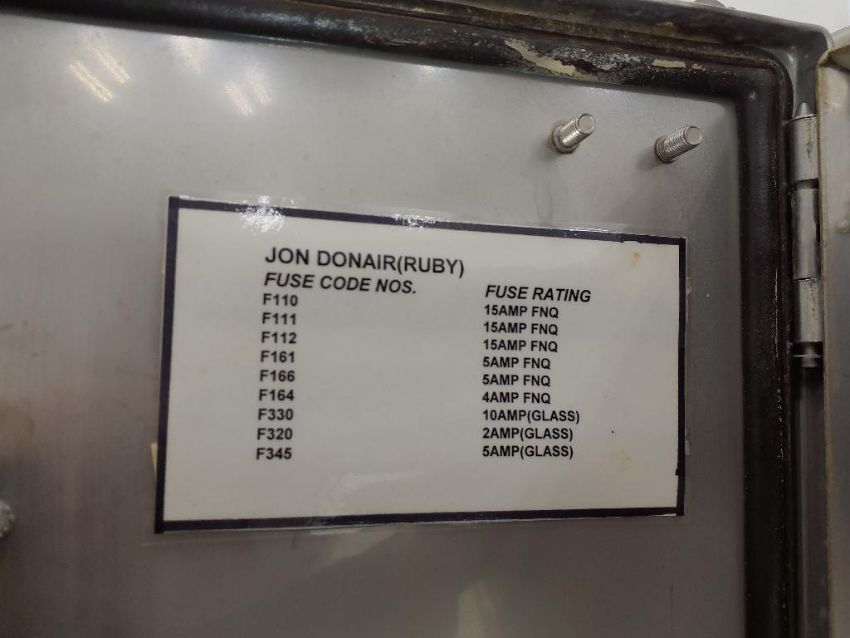 JON DONAIR(RUBY)
FUSE CODE NOS. FUSE RATING
F110 15AMP FNQ
F111 15AMP FNQ
F112 15AMP FNQ
F161 5AMP FNQ
F166 5AMP FNQ
F164 4AMP FNQ
F330 10AMP(GLASS)
F320 2AMP(GLASS)
F345 5AMP(GLASS)